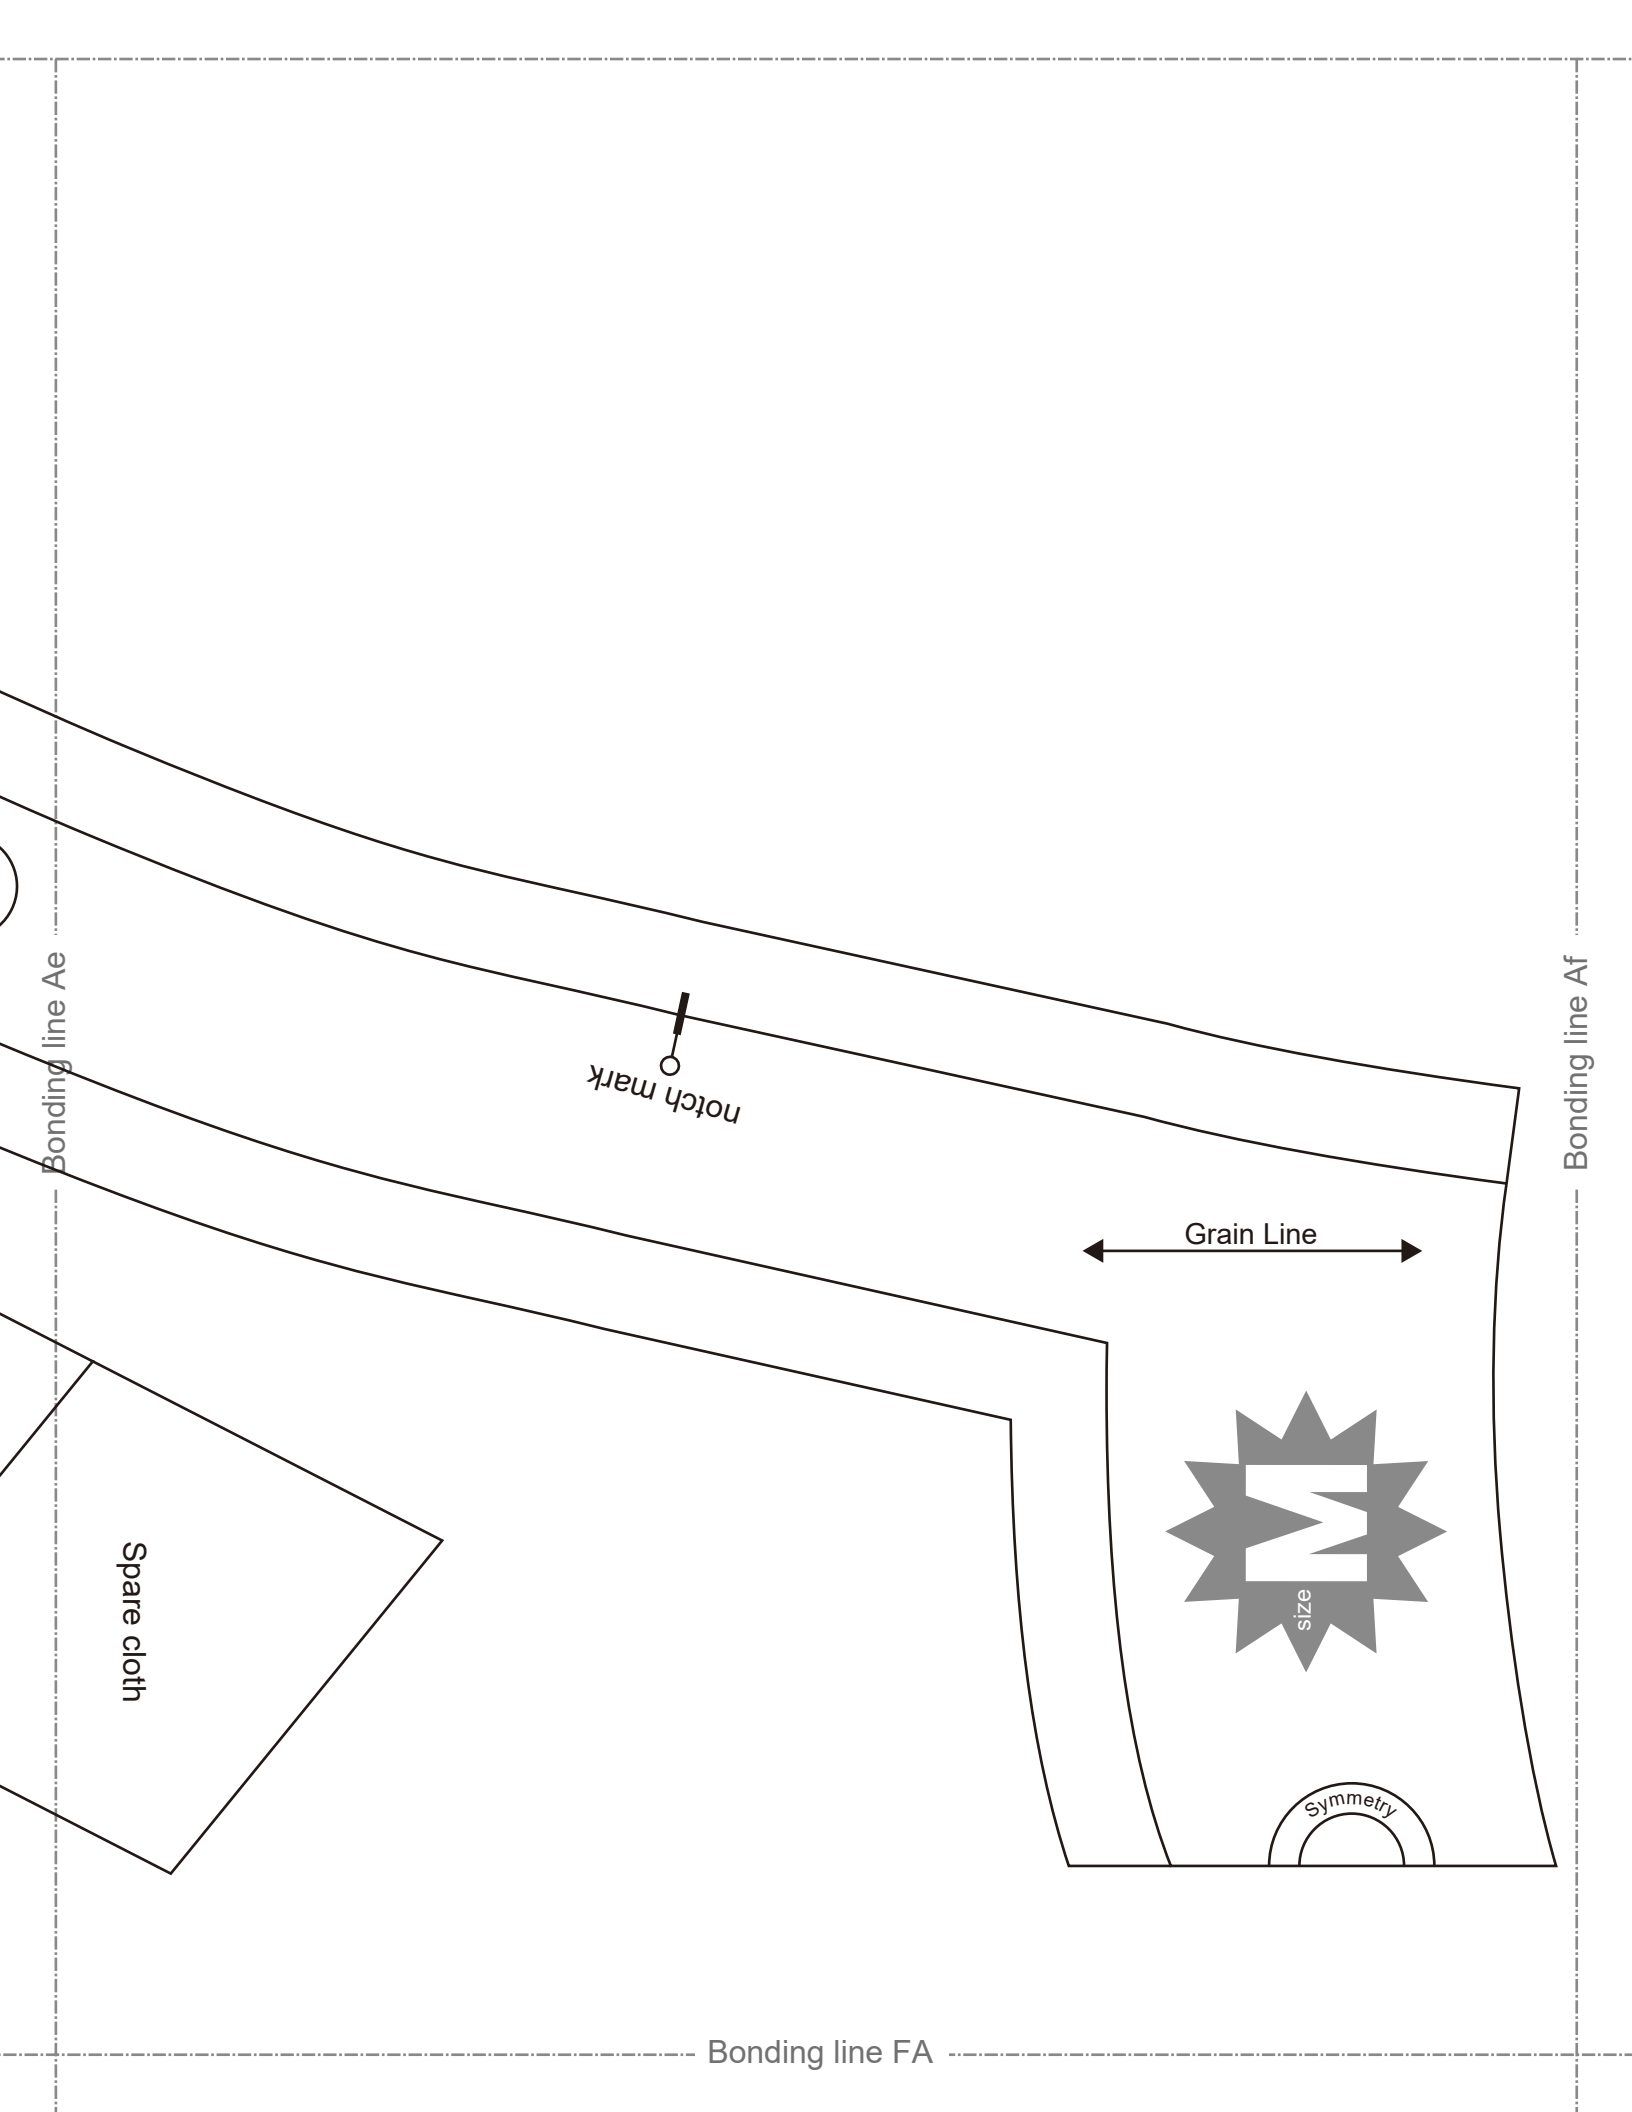 Bonding line Ae
Bonding line Af
notch mark
Grain Line
M
size
Spare cloth
Symmetry
Bonding line FA